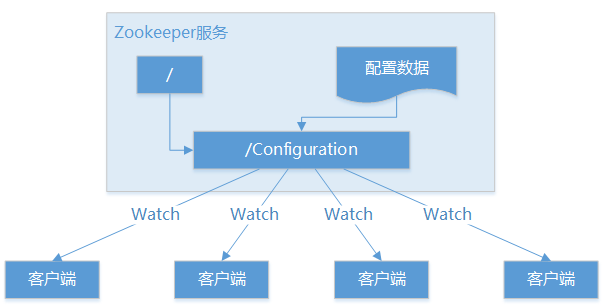 Zookeeper服务
/
配置数据
/Configuration
Watch Watch Watch Watch
客户端 客户端 客户端 客户端